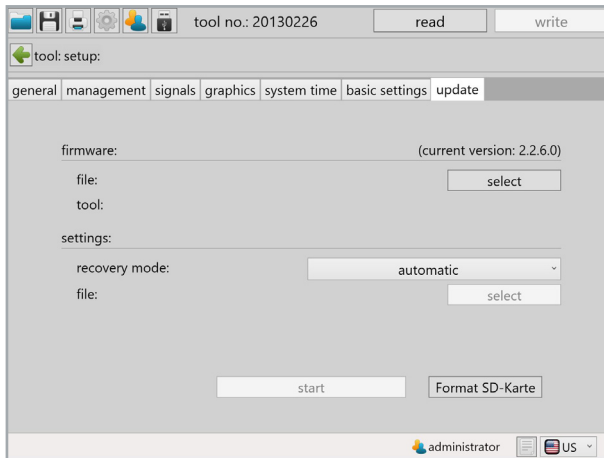 tool no.: 20130226 read write
tool: setup:
general management signals graphics system time basic settings update
firmware: (current version: 2.2.6.0)
file: select
tool:
settings:
recovery mode: automatic
file: select
start Format SD-Karte
administrator US